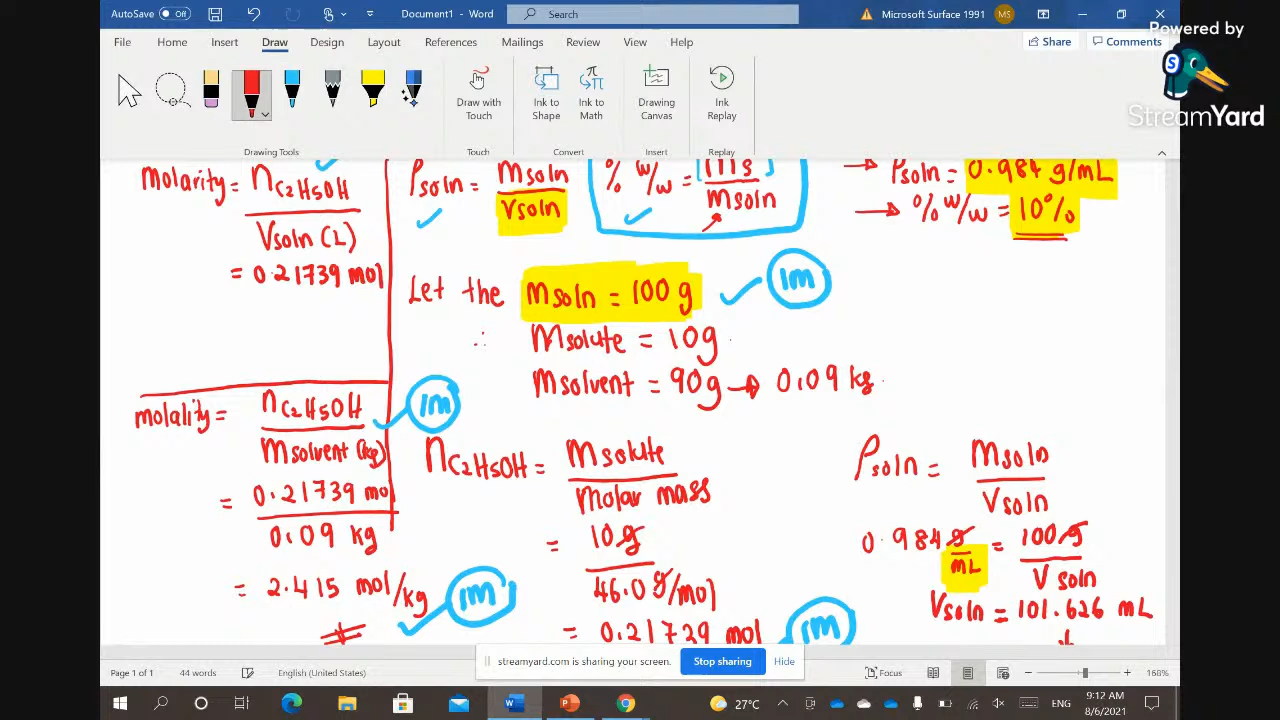 AutoSave Off Document1 - Word Search Microsoft Surface 1991 MS
Powered by
StreamYard
File Home Insert Draw Design Layout References Mailings Review View Help Share Comments
Draw with Touch
Ink to Shape
Ink to Math
Drawing Canvas
Ink Replay
Drawing Tools Touch Convert Insert Replay
Molarity = nC2H5OH / Vsoln (L)
= 0.21739 mol
ρsoln = msoln / Vsoln
% w/w = ms / msoln
→ ρsoln = 0.984 g/mL
→ % w/w = 10%
Let the msoln = 100 g 1m
∴ msolute = 10g
msolvent = 90g → 0.09 kg
molality = nC2H5OH / msolvent (kg) 1m
= 0.21739 mol / 0.09 kg
= 2.415 mol/kg 1m
nC2H5OH = msolute / molar mass
= 10 g / 46.0 g/mol
= 0.21739 mol 1m
ρsoln = msoln / Vsoln
0.984 g/mL = 100 g / Vsoln
Vsoln = 101.626 mL
streamyard.com is sharing your screen. Stop sharing Hide
Page 1 of 1 44 words English (United States) Focus 168%
27°C ENG 9:12 AM
8/6/2021